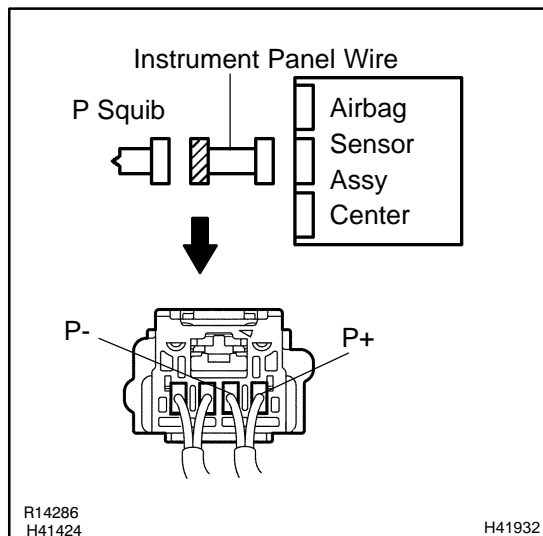 Instrument Panel Wire
P Squib
Airbag
Sensor
Assy
Center
P-
P+
R14286
H41424
H41932